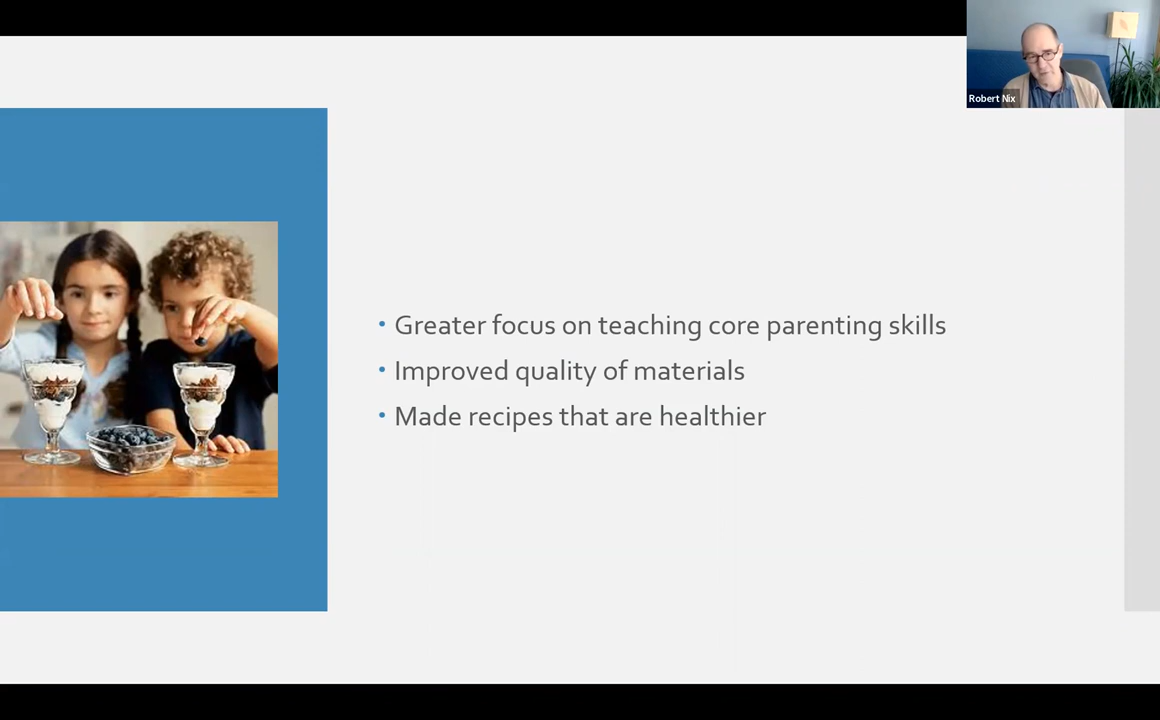 Robert Nix
• Greater focus on teaching core parenting skills
• Improved quality of materials
• Made recipes that are healthier